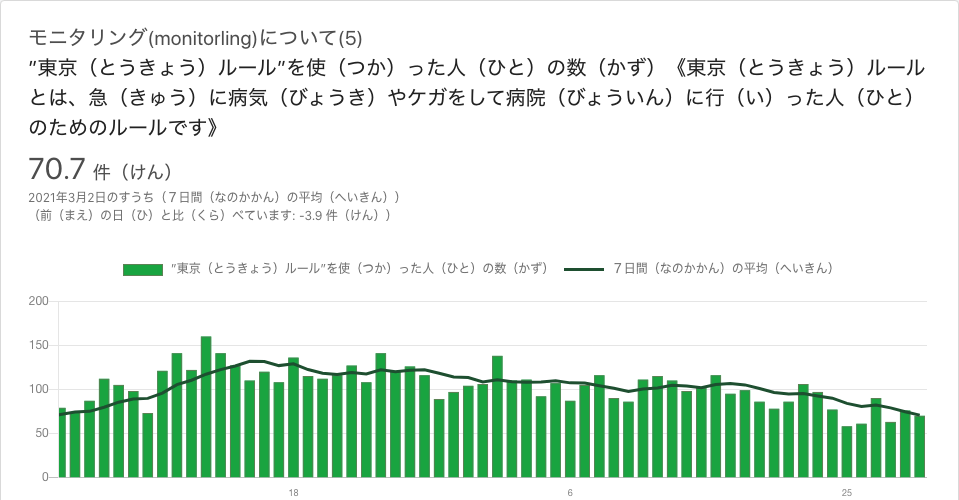 モニタリング(monitorling)について(5)
”東京（とうきょう）ルール”を使（つか）った人（ひと）の数（かず）《東京（とうきょう）ルール
とは、急（きゅう）に病気（びょうき）やケガをして病院（びょういん）に行（い）った人（ひと）
のためのルールです》
70.7 件（けん）
2021年3月2日のすうち（７日間（なのかかん）の平均（へいきん））
（前（まえ）の日（ひ）と比（くら）べています: -3.9 件（けん））
”東京（とうきょう）ルール”を使（つか）った人（ひと）の数（かず） ７日間（なのかかん）の平均（へいきん）
200
150
100
50
0
18 6 25